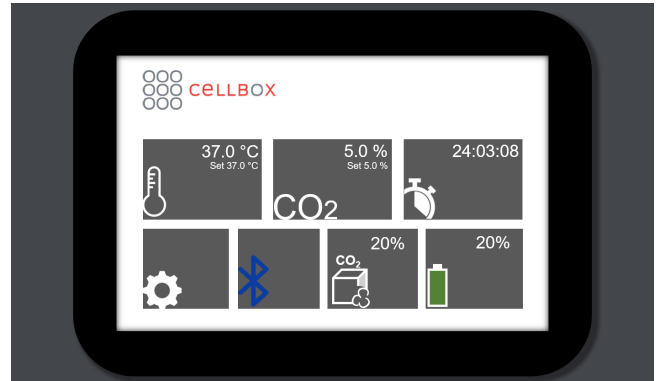 CELLBOX
37.0 °C
Set 37.0 °C
5.0 %
Set 5.0 %
CO2
24:03:08
20%
CO2
20%